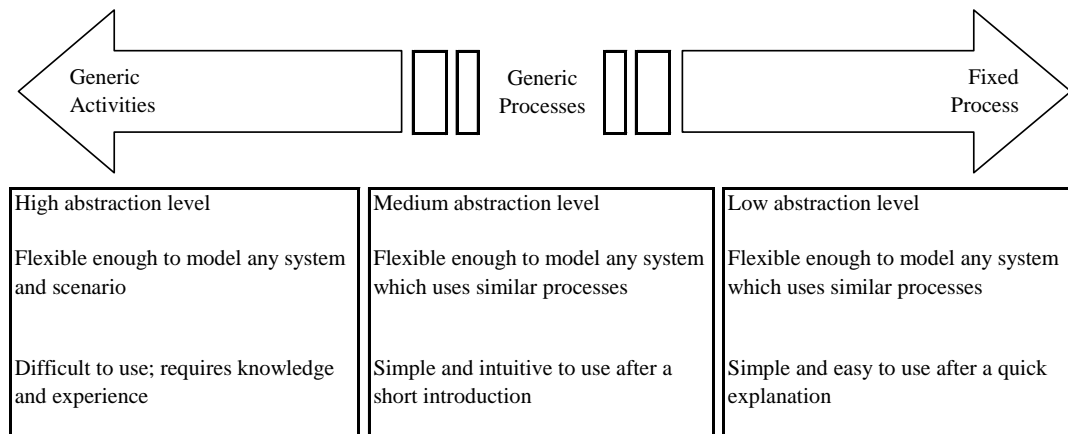 Generic
Activities
Generic
Processes
Fixed
Process
High abstraction level
Flexible enough to model any system
and scenario
Difficult to use; requires knowledge
and experience
Medium abstraction level
Flexible enough to model any system
which uses similar processes
Simple and intuitive to use after a
short introduction
Low abstraction level
Flexible enough to model any system
which uses similar processes
Simple and easy to use after a quick
explanation